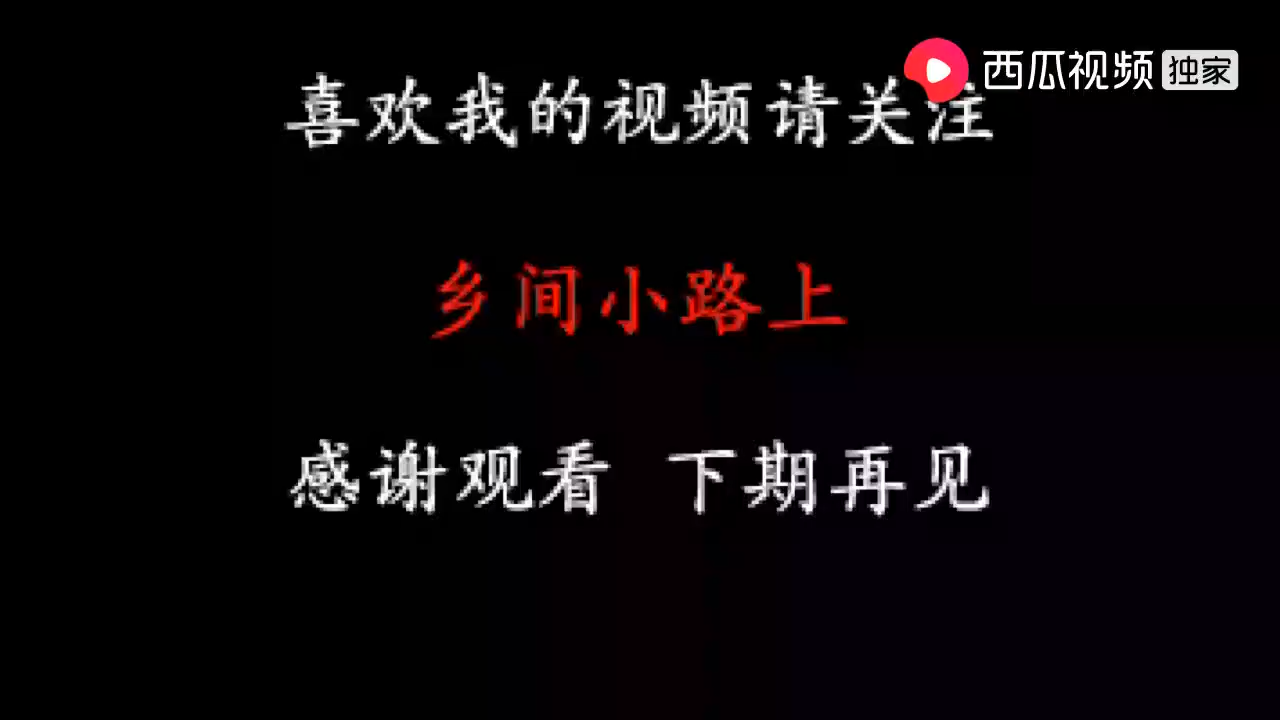 西瓜视频 独家
喜欢我的视频请关注
乡间小路上
感谢观看 下期再见